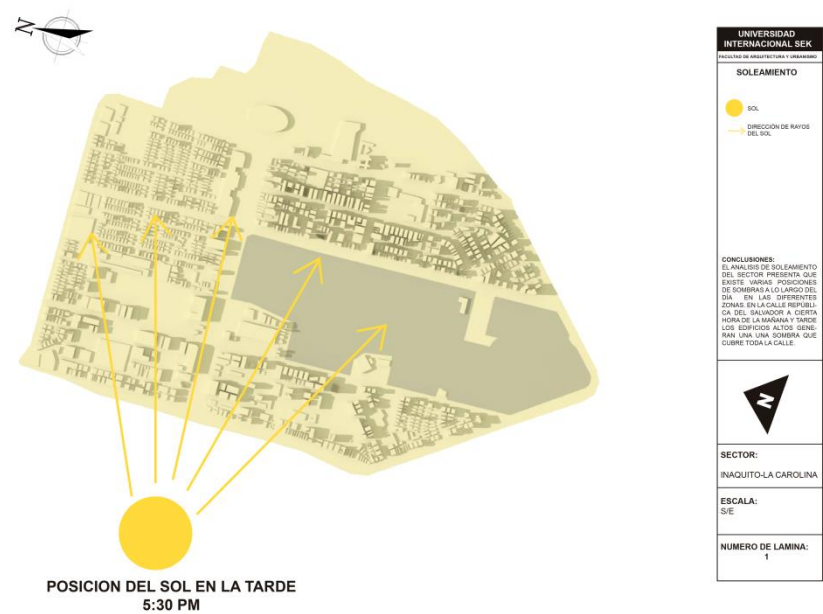 N
UNIVERSIDAD
INTERNACIONAL SEK
FACULTAD DE ARQUITECTURA Y URBANISMO
SOLEAMIENTO
SOL
DIRECCIÓN DE RAYOS
DEL SOL
CONCLUSIONES:
EL ANALISIS DE SOLEAMIENTO
DEL SECTOR PRESENTA QUE
EXISTE VARIAS POSICIONES
DE SOMBRAS A LO LARGO DEL
DÍA EN LAS DIFERENTES
ZONAS. EN LA CALLE REPÚBLI-
CA DEL SALVADOR A CIERTA
HORA DE LA MAÑANA Y TARDE
LOS EDIFICIOS ALTOS GENE-
RAN UNA UNA SOMBRA QUE
CUBRE TODA LA CALLE.
N
SECTOR:
INAQUITO-LA CAROLINA
ESCALA:
S/E
NUMERO DE LAMINA:
1
POSICION DEL SOL EN LA TARDE
5:30 PM